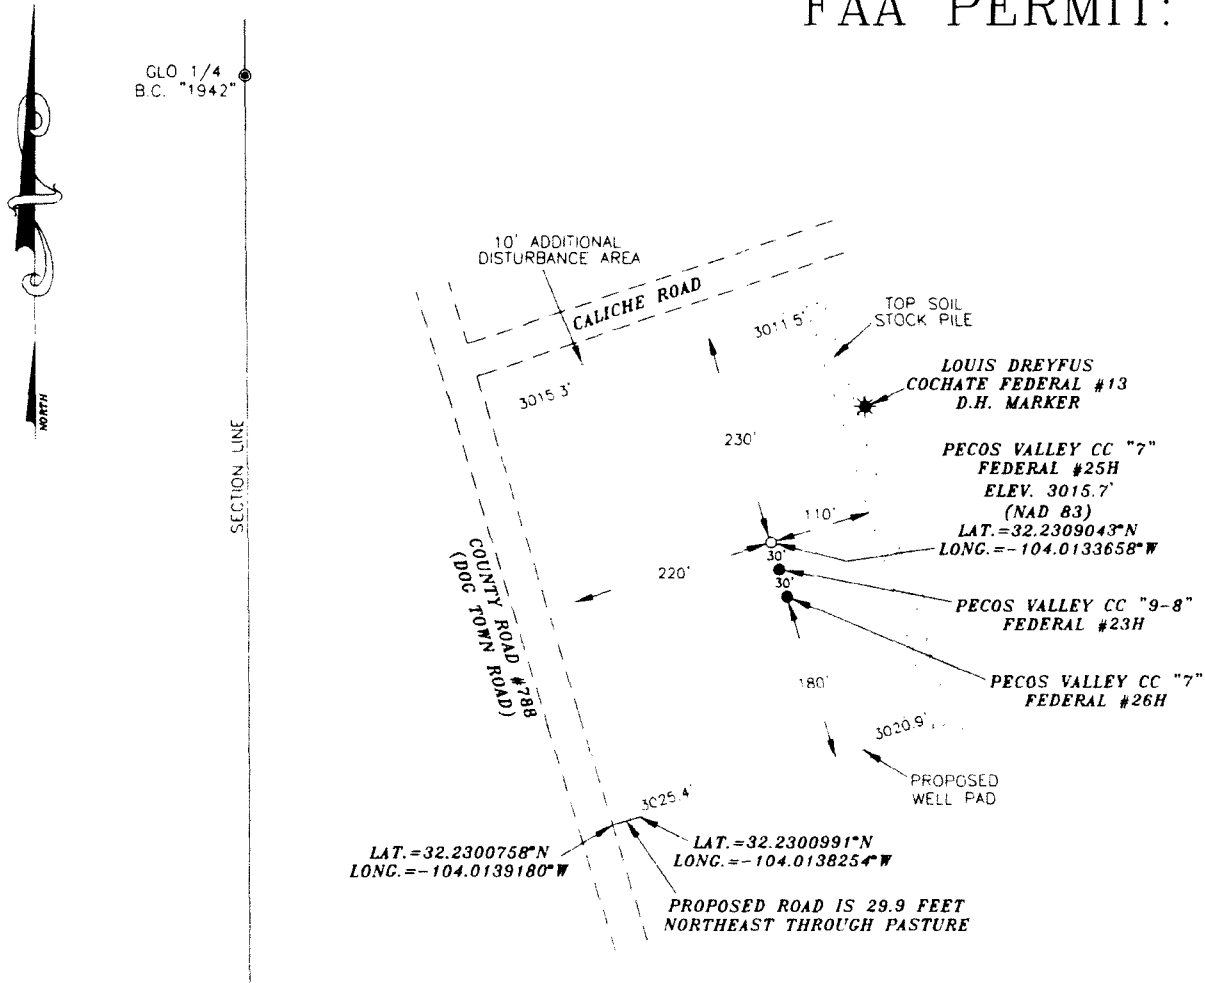 FAA PERMIT:
GLO 1/4
B.C. "1942"
NORTH
SECTION LINE
10' ADDITIONAL
DISTURBANCE AREA
CALICHE ROAD
3011.5'
TOP SOIL
STOCK PILE
3015.3'
LOUIS DREYFUS
COCHATE FEDERAL #13
D.H. MARKER
230'
PECOS VALLEY CC "7"
FEDERAL #25H
ELEV. 3015.7'
(NAD 83)
LAT.=32.2309043°N
LONG.=-104.0133658°W
110'
30'
30'
220'
COUNTY ROAD #788
(DOG TOWN ROAD)
PECOS VALLEY CC "9-8"
FEDERAL #23H
180'
PECOS VALLEY CC "7"
FEDERAL #26H
3020.9'
PROPOSED
WELL PAD
3025.4'
LAT.=32.2300758°N
LONG.=-104.0139180°W
LAT.=32.2300991°N
LONG.=-104.0138254°W
PROPOSED ROAD IS 29.9 FEET
NORTHEAST THROUGH PASTURE